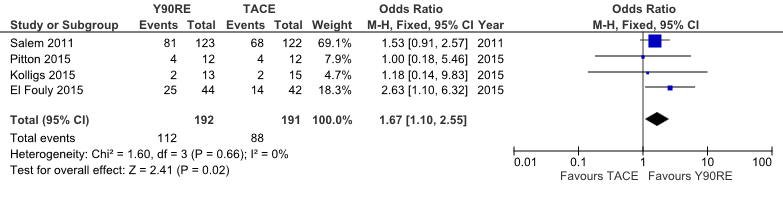 Y90RE TACE Odds Ratio Odds Ratio
Study or Subgroup Events Total Events Total Weight M-H, Fixed, 95% CI Year M-H, Fixed, 95% CI
Salem 2011 81 123 68 122 69.1% 1.53 [0.91, 2.57] 2011
Pitton 2015 4 12 4 12 7.9% 1.00 [0.18, 5.46] 2015
Kolligs 2015 2 13 2 15 4.7% 1.18 [0.14, 9.83] 2015
El Fouly 2015 25 44 14 42 18.3% 2.63 [1.10, 6.32] 2015
Total (95% CI) 192 191 100.0% 1.67 [1.10, 2.55]
Total events 112 88
Heterogeneity: Chi² = 1.60, df = 3 (P = 0.66); I² = 0%
Test for overall effect: Z = 2.41 (P = 0.02)
0.01 0.1 1 10 100
Favours TACE Favours Y90RE